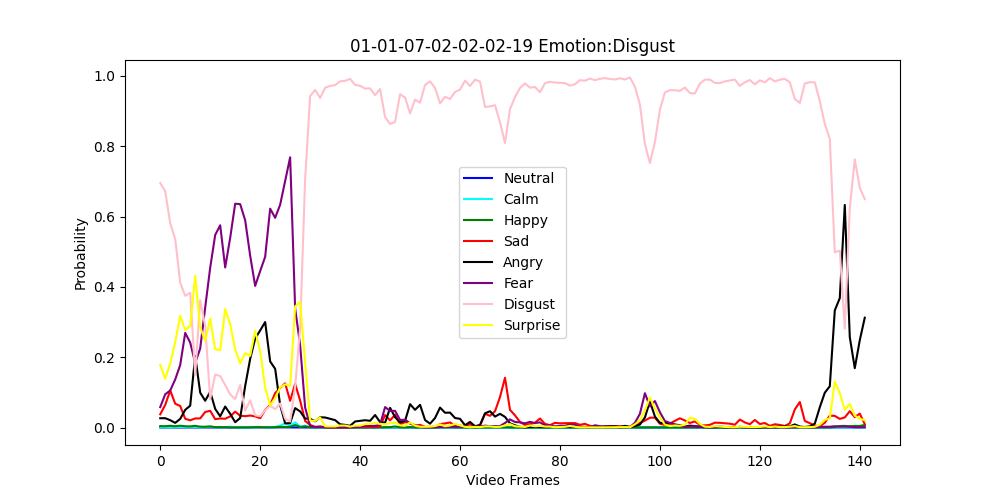 01-01-07-02-02-02-19 Emotion:Disgust
Probability
1.0
0.8
0.6
0.4
0.2
0.0
Neutral
Calm
Happy
Sad
Angry
Fear
Disgust
Surprise
0 20 40 60 80 100 120 140
Video Frames